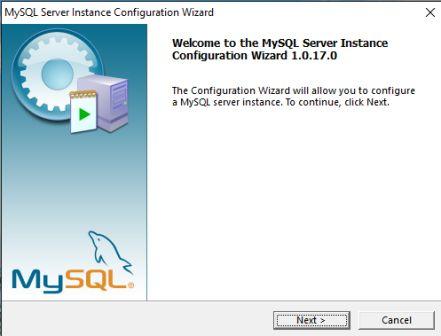 MySQL Server Instance Configuration Wizard
Welcome to the MySQL Server Instance
Configuration Wizard 1.0.17.0
The Configuration Wizard will allow you to configure
a MySQL server instance. To continue, click Next.
MySQL®
Next >
Cancel